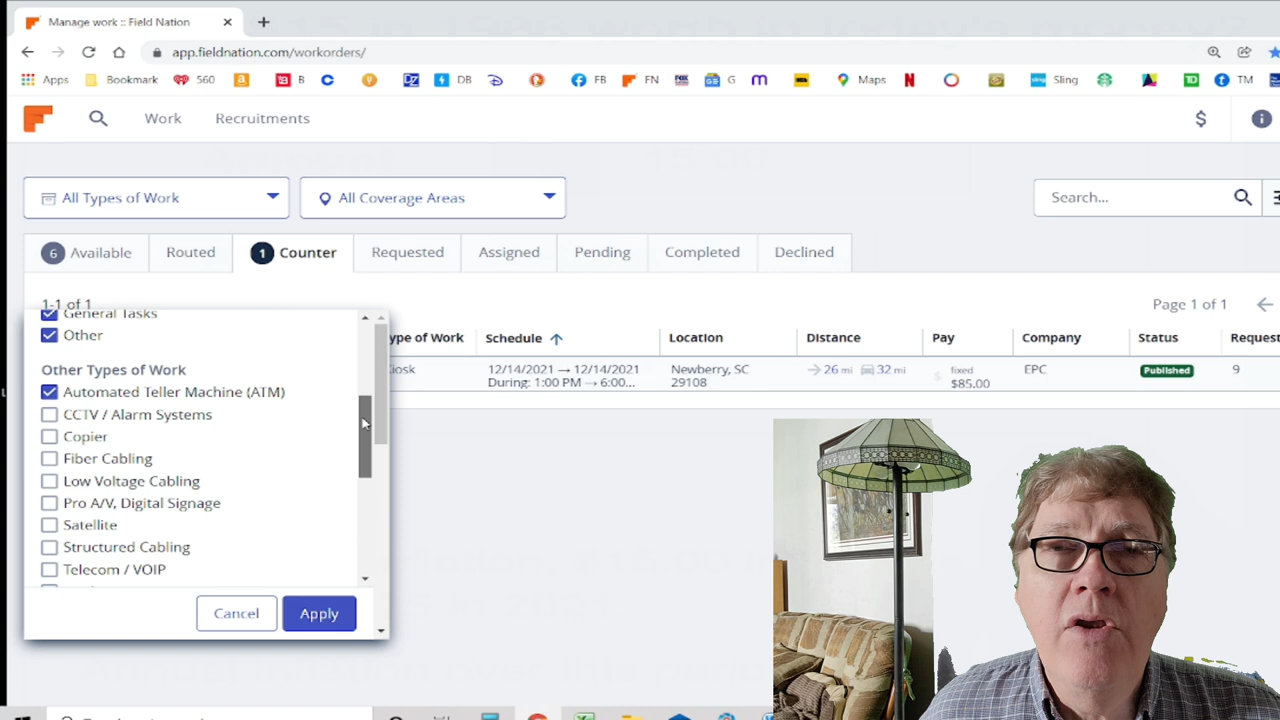 Manage work :: Field Nation
app.fieldnation.com/workorders/
Apps Bookmark 560 B DB FB FN G Maps Sling TM
Work Recruitments $
All Types of Work All Coverage Areas Search...
6 Available Routed 1 Counter Requested Assigned Pending Completed Declined
1-1 of 1 Page 1 of 1
General Tasks
Other
ype of Work Schedule Location Distance Pay Company Status Request
iosk 12/14/2021 → 12/14/2021 Newberry, SC 26 mi 32 mi fixed EPC Published 9
During: 1:00 PM → 6:00... 29108 $85.00
Other Types of Work
Automated Teller Machine (ATM)
CCTV / Alarm Systems
Copier
Fiber Cabling
Low Voltage Cabling
Pro A/V, Digital Signage
Satellite
Structured Cabling
Telecom / VOIP
Cancel Apply